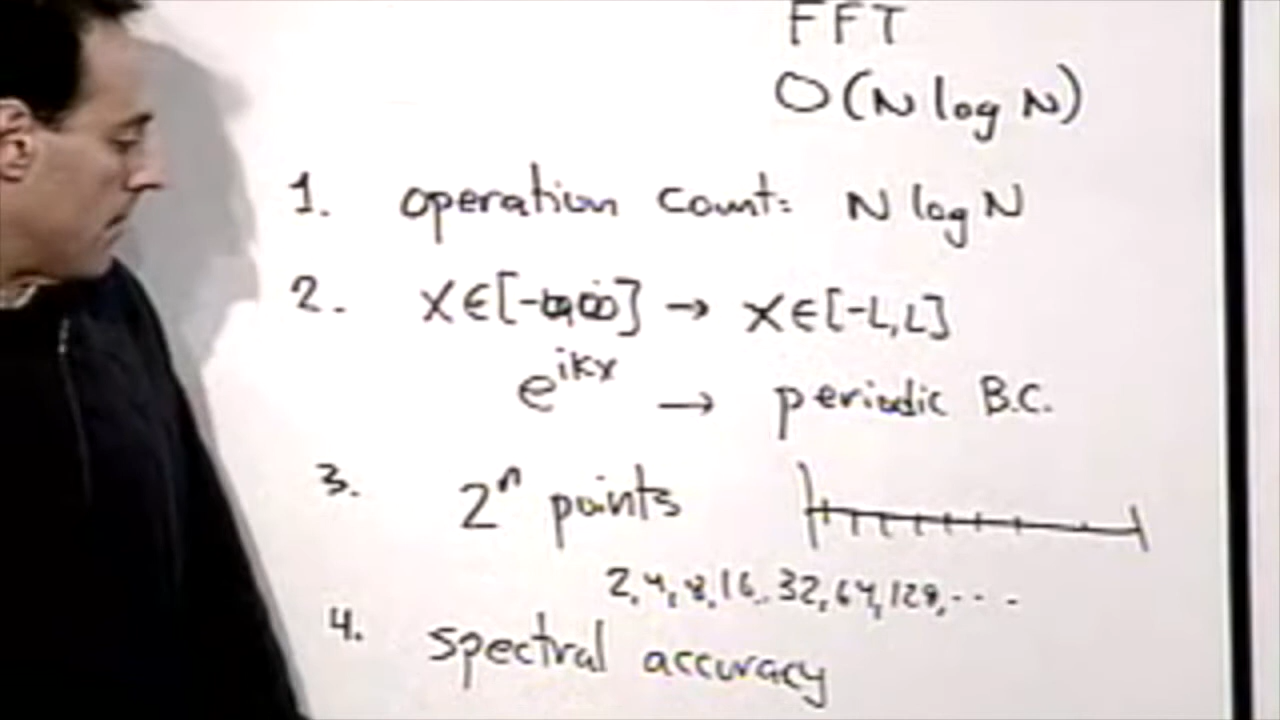 FFT
O(N log N)
1. operation count: N log N
2. x∈[-∞,∞] → x∈[-L,L]
e^{ikx} → periodic B.C.
3. 2^n points
2,4,8,16,32,64,128,...
4. spectral accuracy